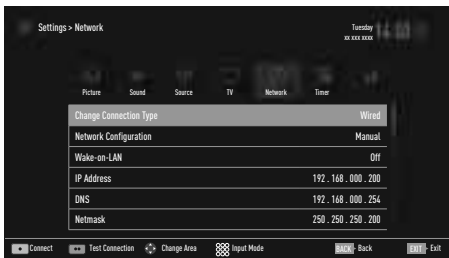 Settings > Network
Tuesday
xx xxx xxxx
Picture Sound Source TV Network Timer
Change Connection Type Wired
Network Configuration Manual
Wake-on-LAN Off
IP Address 192 . 168 . 000 . 200
DNS 192 . 168 . 000 . 254
Netmask 250 . 250 . 250 . 200
Connect Test Connection Change Area Input Mode BACK - Back EXIT - Exit